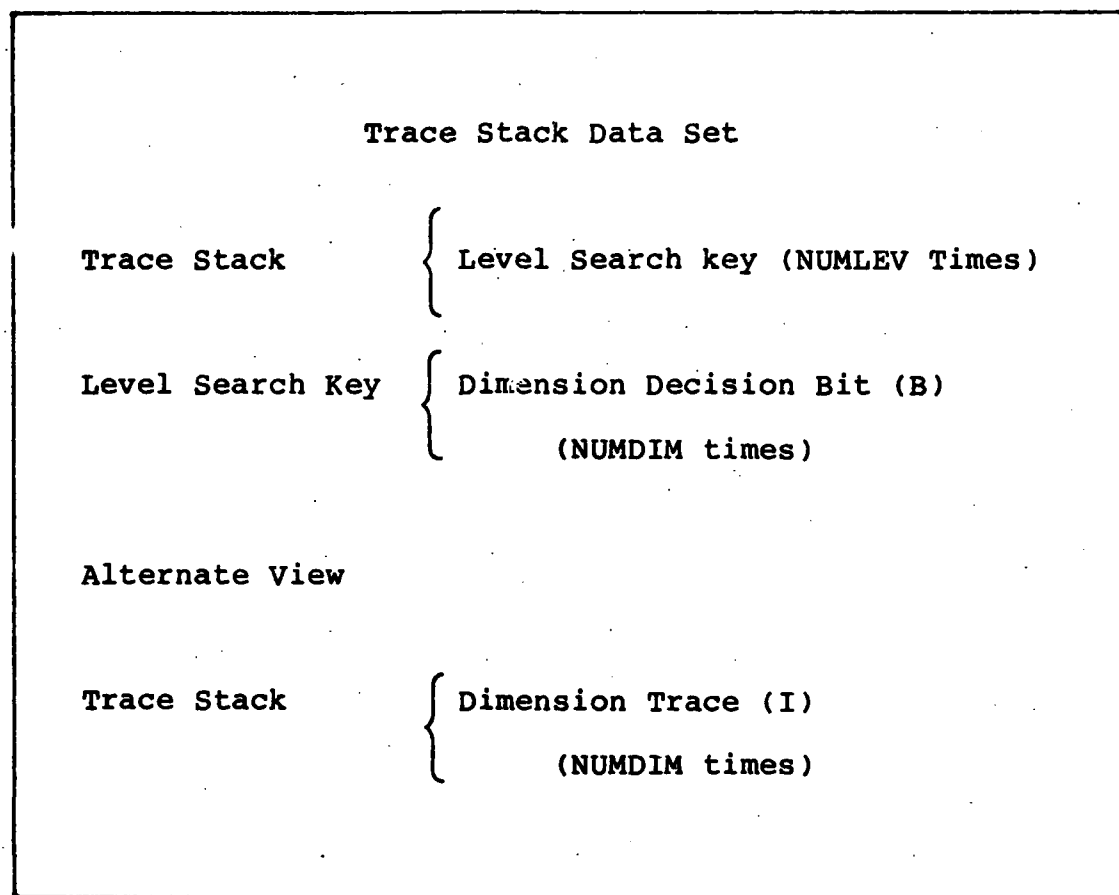 Trace Stack Data Set
Trace Stack { Level Search key (NUMLEV Times)
Level Search Key { Dimension Decision Bit (B)
(NUMDIM times)
Alternate View
Trace Stack { Dimension Trace (I)
(NUMDIM times)